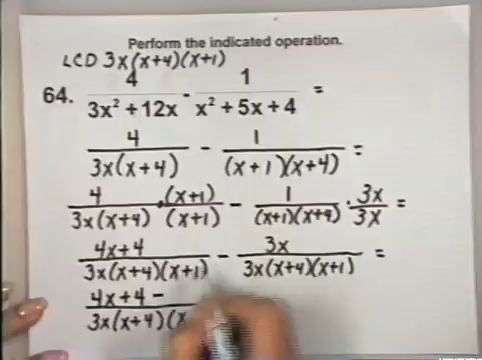 Perform the indicated operation.
LCD 3x(x+4)(x+1)
64. 4/(3x² + 12x) - 1/(x² + 5x + 4) =
4/(3x(x+4)) - 1/((x+1)(x+4)) =
4/(3x(x+4)) · (x+1)/(x+1) - 1/((x+1)(x+4)) · 3x/3x =
(4x+4)/(3x(x+4)(x+1)) - 3x/(3x(x+4)(x+1)) =
4x+4 -
3x(x+4)(x